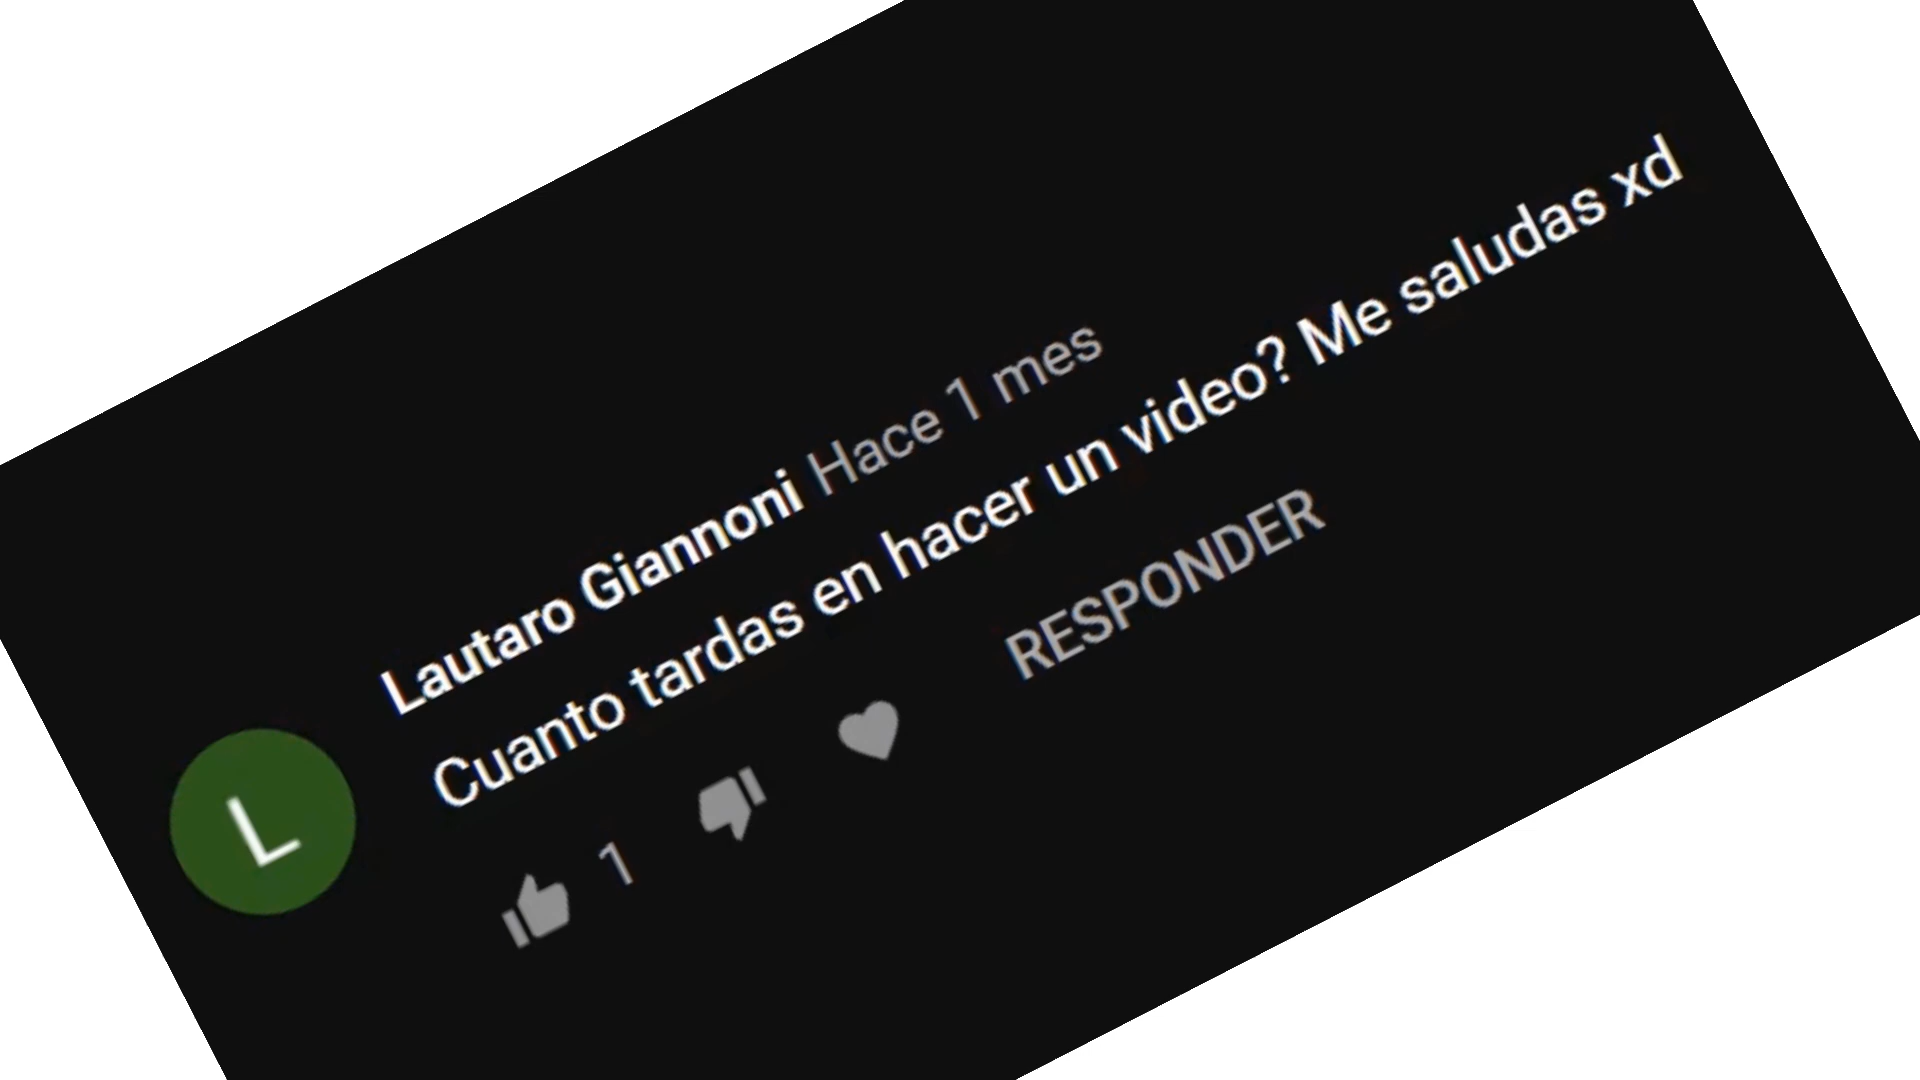 Lautaro Giannoni Hace 1 mes
Cuanto tardas en hacer un video? Me saludas xd
L
1
RESPONDER